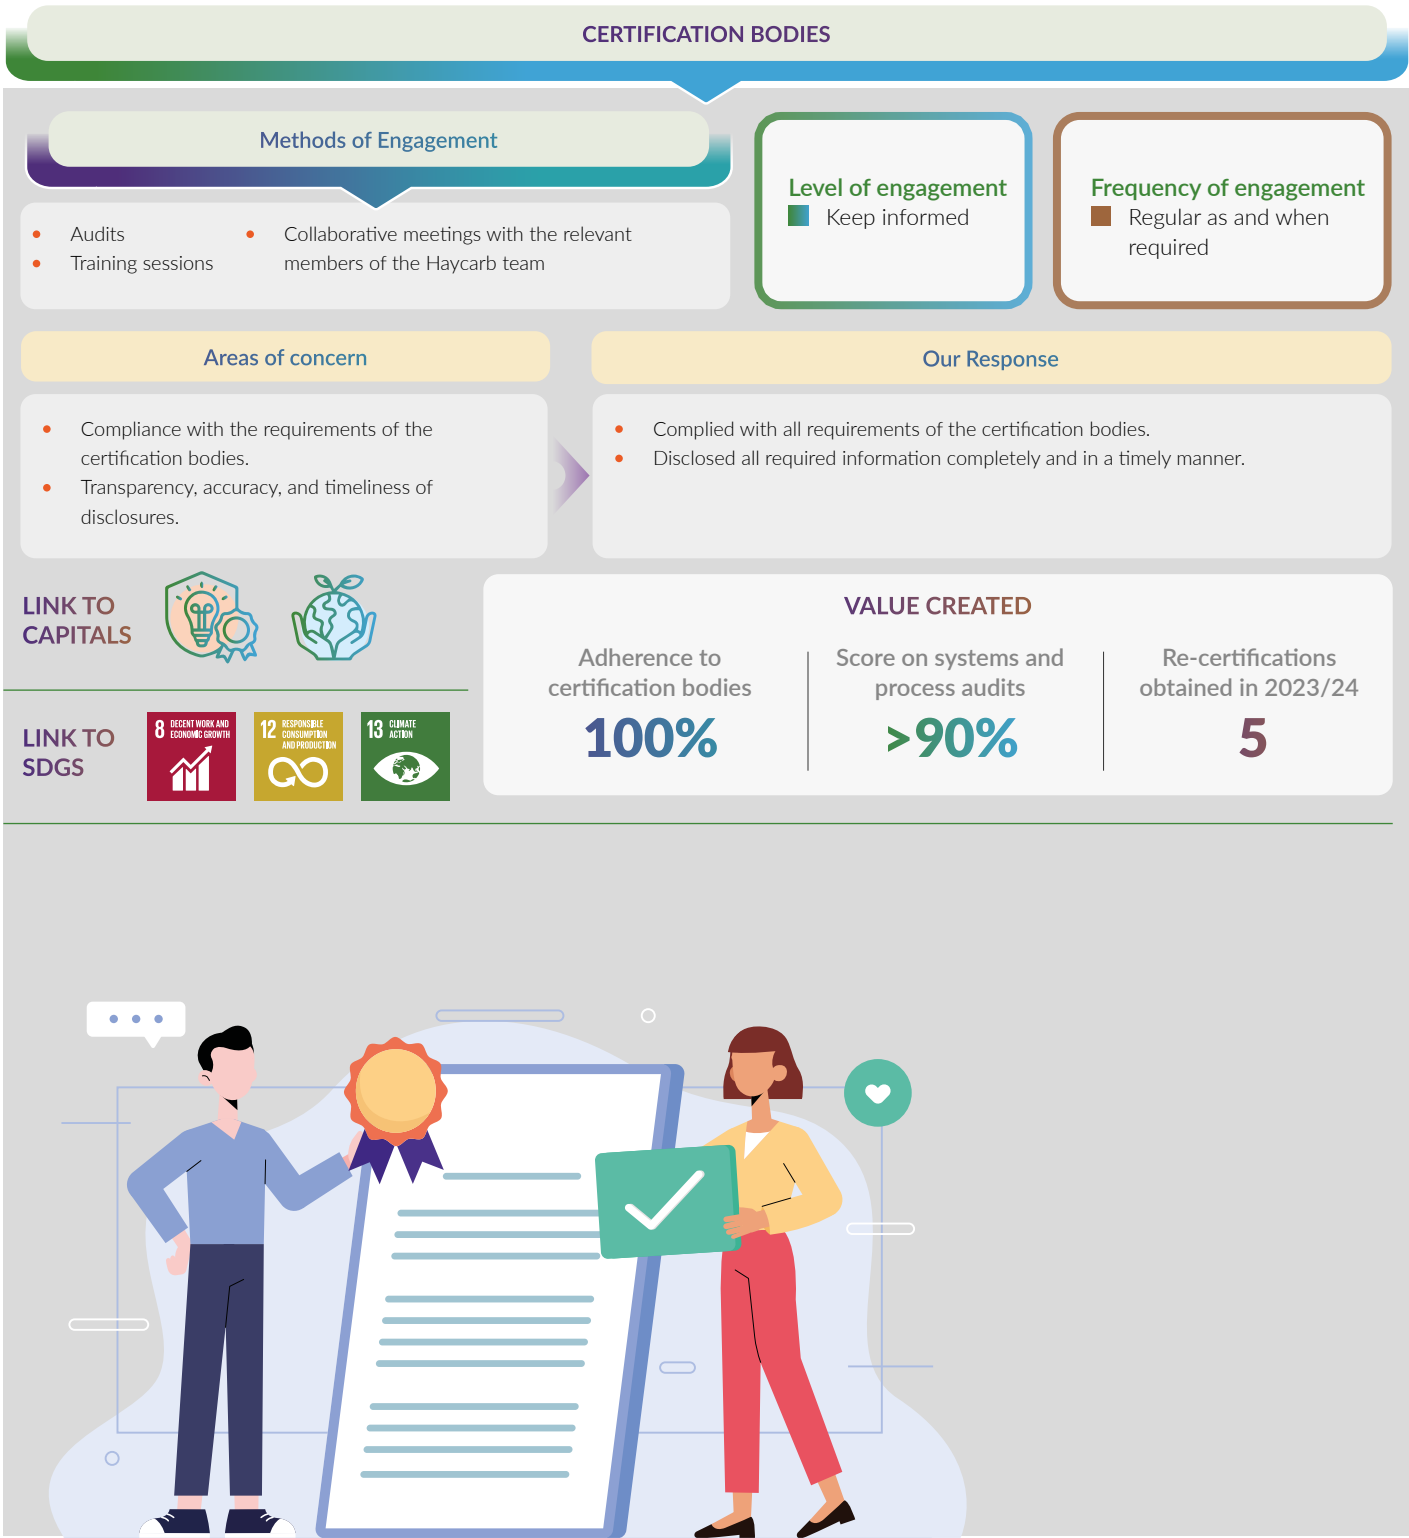 CERTIFICATION BODIES
Methods of Engagement
• Audits
• Training sessions
• Collaborative meetings with the relevant
members of the Haycarb team
Level of engagement
Keep informed
Frequency of engagement
Regular as and when
required
Areas of concern
• Compliance with the requirements of the
certification bodies.
• Transparency, accuracy, and timeliness of
disclosures.
Our Response
• Complied with all requirements of the certification bodies.
• Disclosed all required information completely and in a timely manner.
LINK TO
CAPITALS
LINK TO
SDGS
8 DECENT WORK AND
ECONOMIC GROWTH
12 RESPONSIBLE
CONSUMPTION
AND PRODUCTION
13 CLIMATE
ACTION
VALUE CREATED
Adherence to
certification bodies
100%
Score on systems and
process audits
>90%
Re-certifications
obtained in 2023/24
5